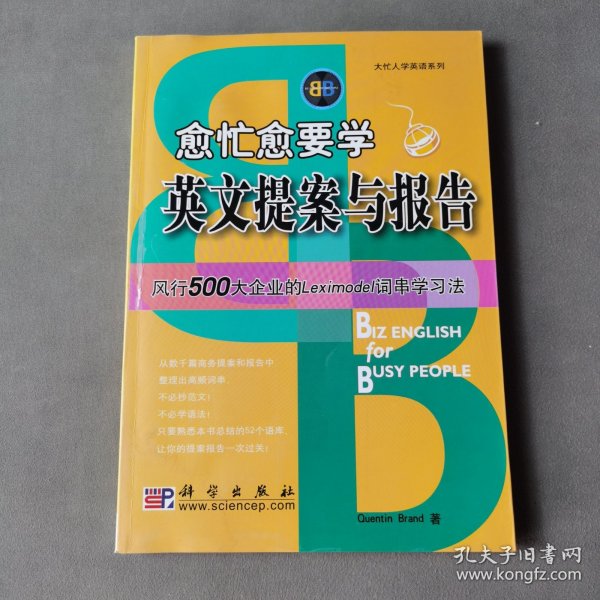 大忙人学英语系列
BB
愈忙愈要学
英文提案与报告
风行500大企业的Leximodel词串学习法
BIZ ENGLISH
for
BUSY PEOPLE
从数千篇商务提案和报告中
整理出高频词串,
不必抄范文!
不必学语法!
只要熟悉本书总结的52个语库,
让你的提案报告一次过关!
SP
科学出版社
www.sciencep.com
Quentin Brand 著
孔夫子旧书网
www.kongfz.com